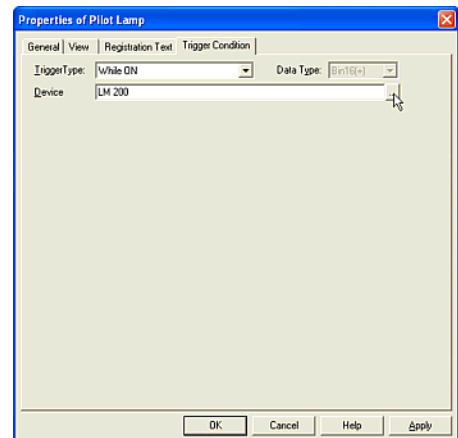 Properties of Pilot Lamp
General View Registration Text Trigger Condition
TriggerType: While ON Data Type: Bin16(+)
Device LM 200 ...
OK Cancel Help Apply